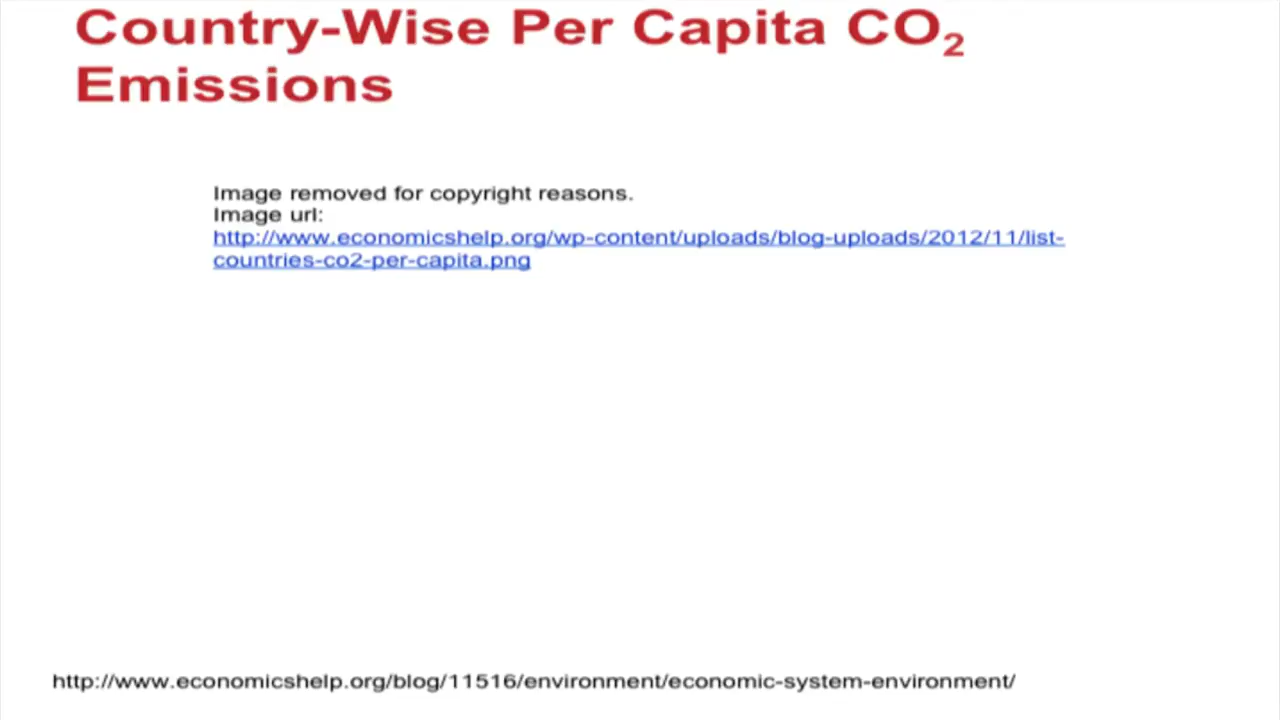 Country-Wise Per Capita CO₂
Emissions
Image removed for copyright reasons.
Image url:
http://www.economicshelp.org/wp-content/uploads/blog-uploads/2012/11/list-
countries-co2-per-capita.png
http://www.economicshelp.org/blog/11516/environment/economic-system-environment/